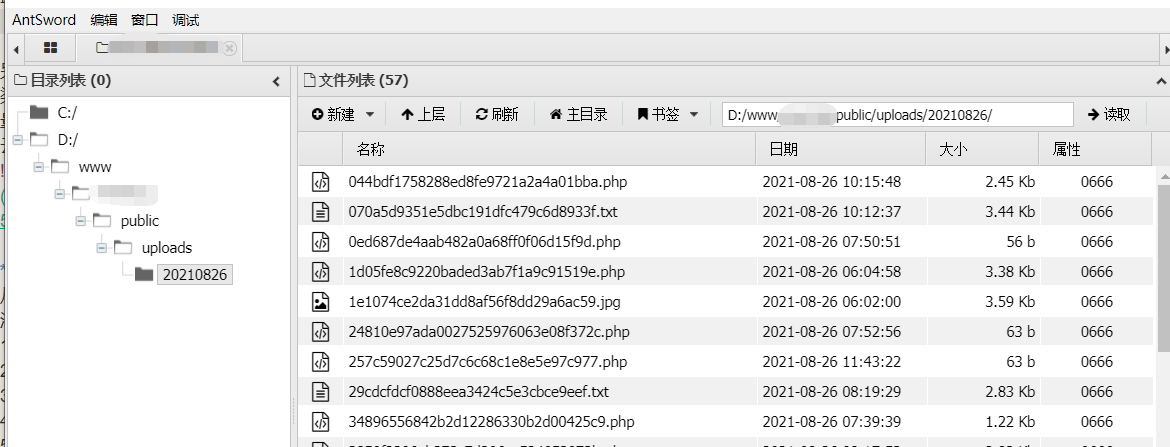 AntSword 编辑 窗口 调试
目录列表 (0)
C:/
D:/
www
public
uploads
20210826
文件列表 (57)
新建 上层 刷新 主目录 书签 D:/www public/uploads/20210826/ 读取
名称 日期 大小 属性
044bdf1758288ed8fe9721a2a4a01bba.php 2021-08-26 10:15:48 2.45 Kb 0666
070a5d9351e5dbc191dfc479c6d8933f.txt 2021-08-26 10:12:37 3.44 Kb 0666
0ed687de4aab482a0a68ff0f06d15f9d.php 2021-08-26 07:50:51 56 b 0666
1d05fe8c9220baded3ab7f1a9c91519e.php 2021-08-26 06:04:58 3.38 Kb 0666
1e1074ce2da31dd8af56f8dd29a6ac59.jpg 2021-08-26 06:02:00 3.59 Kb 0666
24810e97ada0027525976063e08f372c.php 2021-08-26 07:52:56 63 b 0666
257c59027c25d7c6c68c1e8e5e97c977.php 2021-08-26 11:43:22 63 b 0666
29cdcfdcf0888eea3424c5e3cbce9eef.txt 2021-08-26 08:19:29 2.83 Kb 0666
34896556842b2d12286330b2d00425c9.php 2021-08-26 07:39:39 1.22 Kb 0666